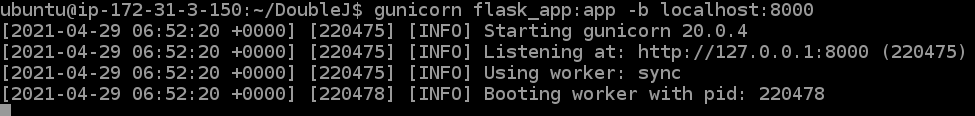 ubuntu@ip-172-31-3-150:~/DoubleJ$ gunicorn flask_app:app -b localhost:8000
[2021-04-29 06:52:20 +0000] [220475] [INFO] Starting gunicorn 20.0.4
[2021-04-29 06:52:20 +0000] [220475] [INFO] Listening at: http://127.0.0.1:8000 (220475)
[2021-04-29 06:52:20 +0000] [220475] [INFO] Using worker: sync
[2021-04-29 06:52:20 +0000] [220478] [INFO] Booting worker with pid: 220478